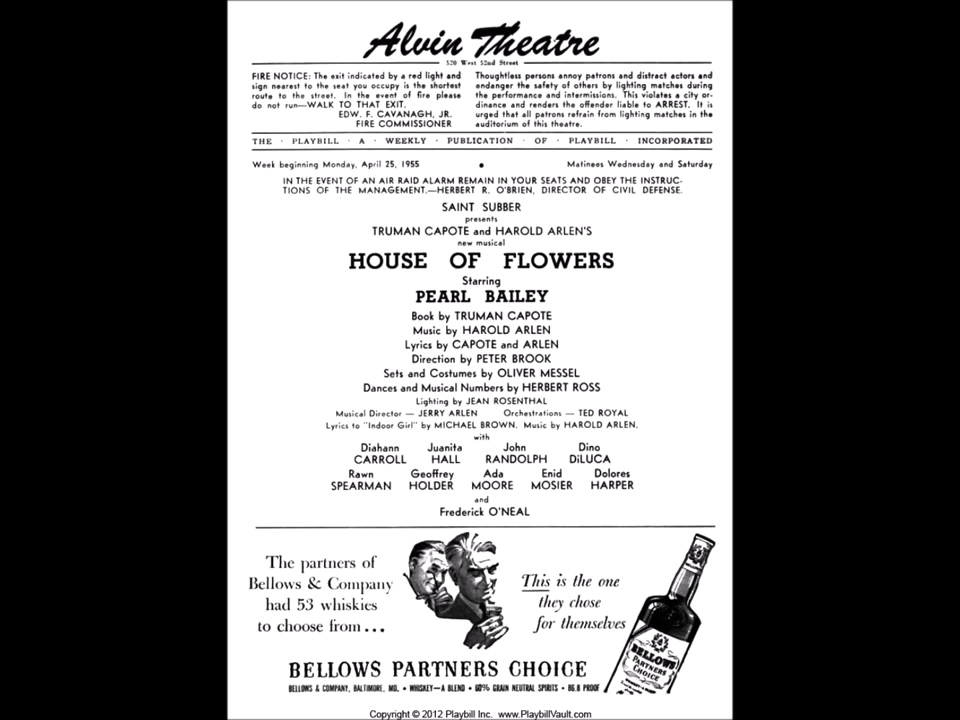 Alvin Theatre
520 West 52nd Street
FIRE NOTICE: The exit indicated by a red light and
sign nearest to the seat you occupy is the shortest
route to the street. In the event of fire please
do not run—WALK TO THAT EXIT.
EDW. F. CAVANAGH, JR.
FIRE COMMISSIONER
Thoughtless persons annoy patrons and distract actors and
endanger the safety of others by lighting matches during
the performance and intermissions. This violates a city or-
dinance and renders the offender liable to ARREST. It is
urged that all patrons refrain from lighting matches in the
auditorium of this theatre.
THE · PLAYBILL · A · WEEKLY · PUBLICATION · OF · PLAYBILL · INCORPORATED
Week beginning Monday, April 25, 1955 • Matinees Wednesday and Saturday
IN THE EVENT OF AN AIR RAID ALARM REMAIN IN YOUR SEATS AND OBEY THE INSTRUC-
TIONS OF THE MANAGEMENT.—HERBERT R. O'BRIEN, DIRECTOR OF CIVIL DEFENSE.
SAINT SUBBER
presents
TRUMAN CAPOTE and HAROLD ARLEN'S
new musical
HOUSE OF FLOWERS
Starring
PEARL BAILEY
Book by TRUMAN CAPOTE
Music by HAROLD ARLEN
Lyrics by CAPOTE and ARLEN
Direction by PETER BROOK
Sets and Costumes by OLIVER MESSEL
Dances and Musical Numbers by HERBERT ROSS
Lighting by JEAN ROSENTHAL
Musical Director — JERRY ARLEN Orchestrations — TED ROYAL
Lyrics to "Indoor Girl" by MICHAEL BROWN. Music by HAROLD ARLEN.
with
Diahann Juanita John Dino
CARROLL HALL RANDOLPH DiLUCA
Rawn Geoffrey Ada Enid Dolores
SPEARMAN HOLDER MOORE MOSIER HARPER
and
Frederick O'NEAL
The partners of
Bellows & Company
had 53 whiskies
to choose from...
This is the one
they chose
for themselves
BELLOWS
PARTNERS
CHOICE
BELLOWS PARTNERS CHOICE
BELLOWS & COMPANY, BALTIMORE, MD. • WHISKEY—A BLEND • 60% GRAIN NEUTRAL SPIRITS • 86.8 PROOF
Copyright © 2012 Playbill Inc. www.PlaybillVault.com